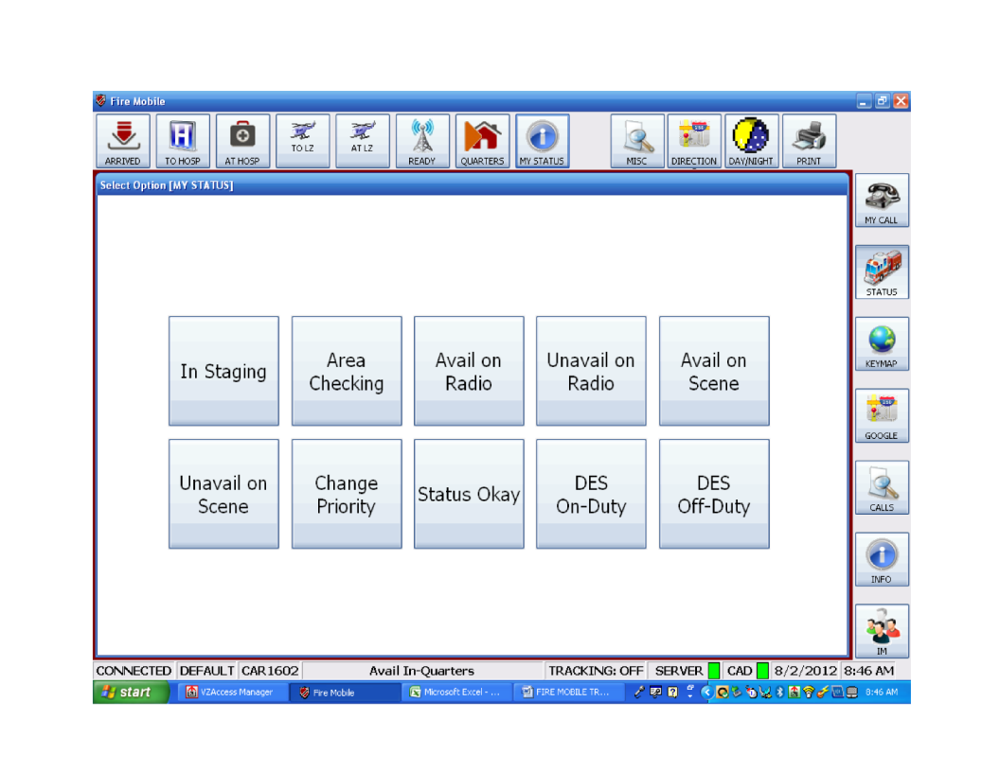 Fire Mobile
ARRIVED
TO HOSP
AT HOSP
TO LZ
AT LZ
READY
QUARTERS
MY STATUS
MISC
DIRECTION
DAY/NIGHT
PRINT
Select Option [MY STATUS]
MY CALL
STATUS
KEYMAP
GOOGLE
CALLS
INFO
IM
In Staging
Area
Checking
Avail on
Radio
Unavail on
Radio
Avail on
Scene
Unavail on
Scene
Change
Priority
Status Okay
DES
On-Duty
DES
Off-Duty
CONNECTED DEFAULT CAR1602 Avail In-Quarters TRACKING: OFF SERVER CAD 8/2/2012 8:46 AM
start VZAccess Manager Fire Mobile Microsoft Excel - ... FIRE MOBILE TR... 8:46 AM